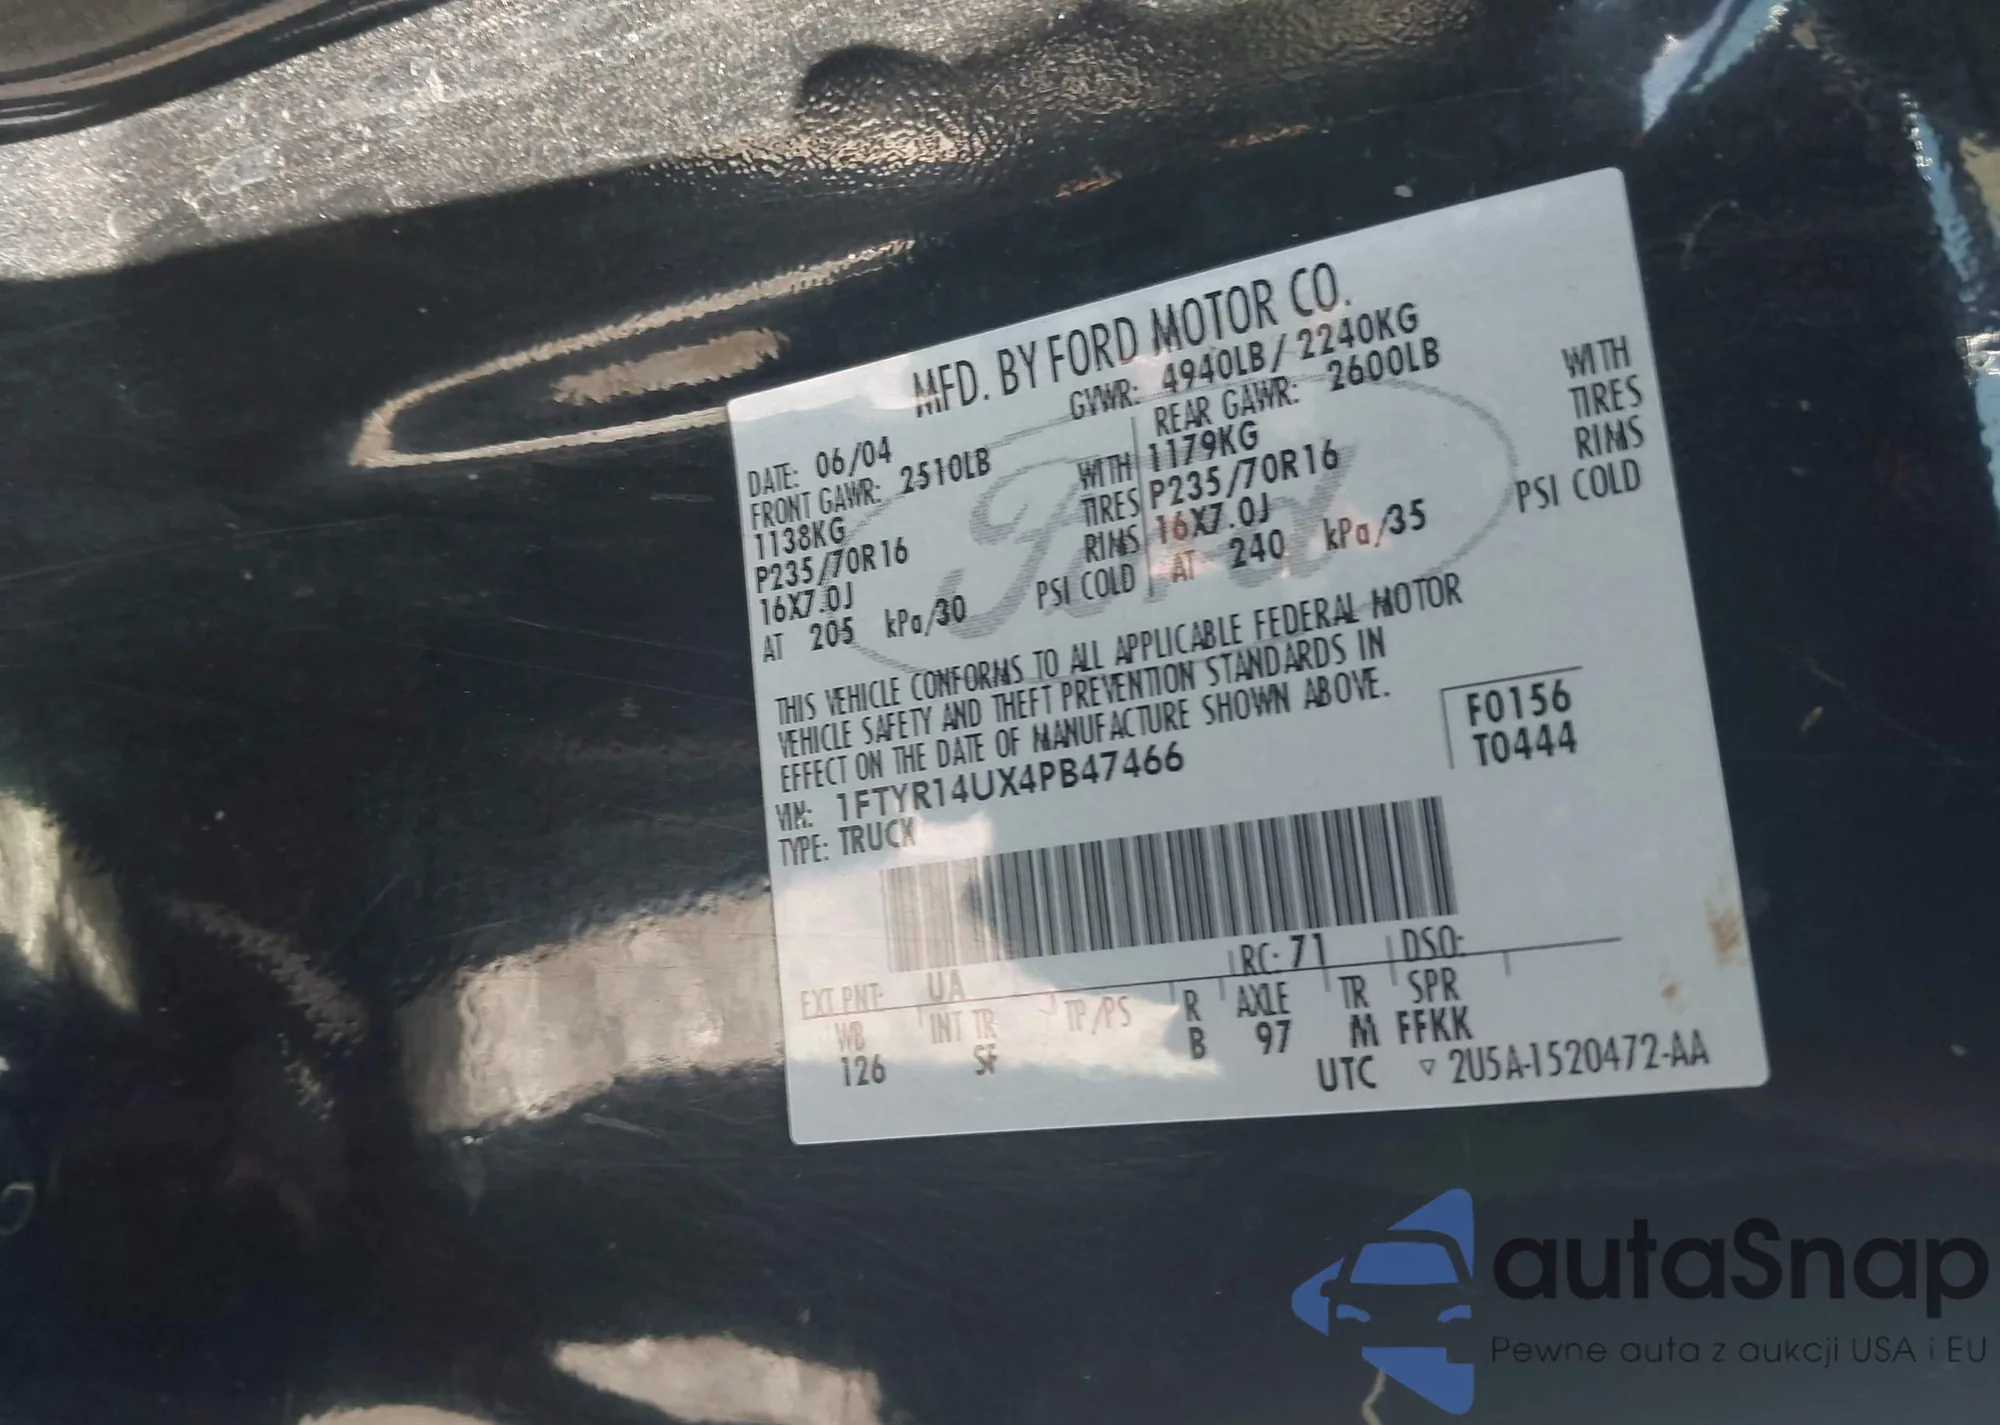 MFD. BY FORD MOTOR CO.
DATE: 06/04 GVWR: 4940LB / 2240KG
FRONT GAWR: 2510LB REAR GAWR: 2600LB
1138KG WITH 1179KG WITH
P235/70R16 TIRES P235/70R16 TIRES
16X7.0J RIMS 16X7.0J RIMS
AT 205 kPa/30 PSI COLD AT 240 kPa/35 PSI COLD
Ford
THIS VEHICLE CONFORMS TO ALL APPLICABLE FEDERAL MOTOR
VEHICLE SAFETY AND THEFT PREVENTION STANDARDS IN
EFFECT ON THE DATE OF MANUFACTURE SHOWN ABOVE.
VIN: 1FTYR14UX4PB47466 F0156
TYPE: TRUCK T0444
EXT PNT: UA RC: 71 DSO:
WB INT TR TP/PS R AXLE TR SPR
126 SF B 97 M FFKK
UTC ▽ 2U5A-1520472-AA
autaSnap
Pewne auta z aukcji USA i EU